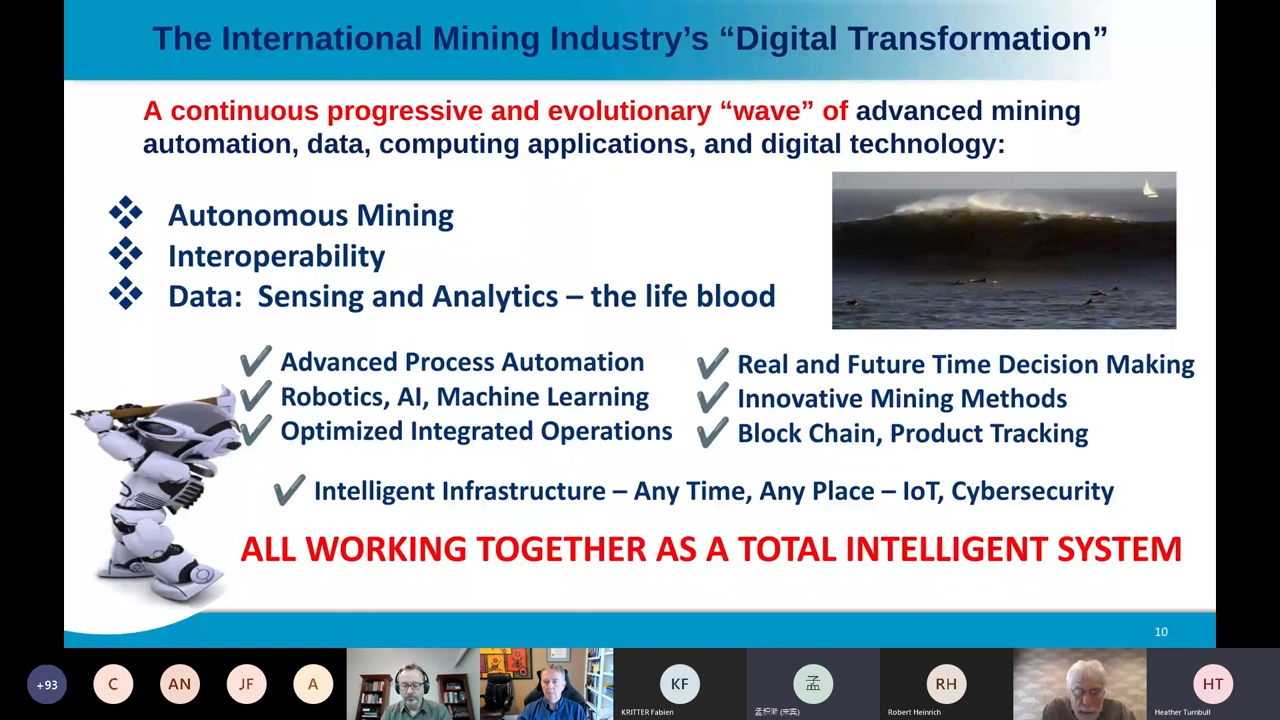 The International Mining Industry's “Digital Transformation”
A continuous progressive and evolutionary “wave” of advanced mining
automation, data, computing applications, and digital technology:
❖ Autonomous Mining
❖ Interoperability
❖ Data: Sensing and Analytics – the life blood
✔ Advanced Process Automation
✔ Robotics, AI, Machine Learning
✔ Optimized Integrated Operations
✔ Real and Future Time Decision Making
✔ Innovative Mining Methods
✔ Block Chain, Product Tracking
✔ Intelligent Infrastructure – Any Time, Any Place – IoT, Cybersecurity
ALL WORKING TOGETHER AS A TOTAL INTELLIGENT SYSTEM
10
+93
C
AN
JF
A
KF
KRITTER Fabien
孟
RH
Robert Heinrich
HT
Heather Turnbull